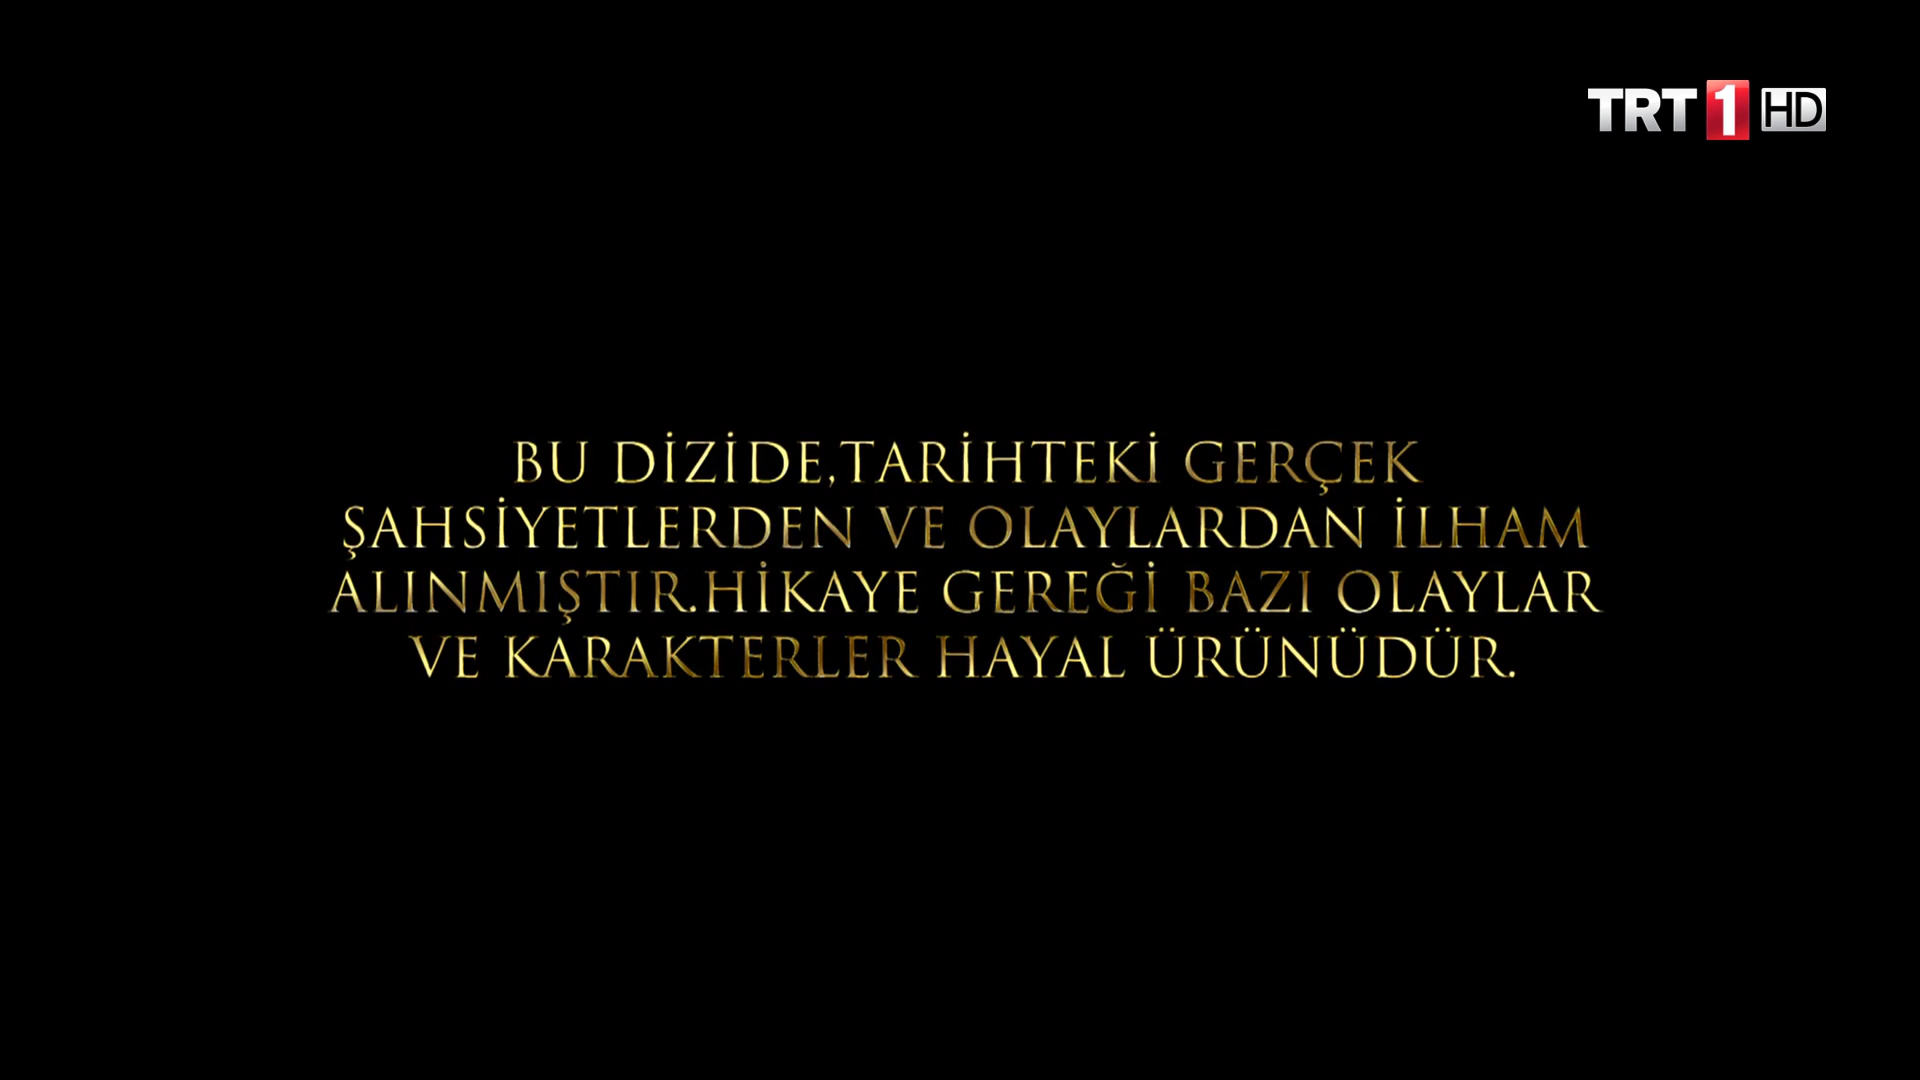 TRT 1 HD
BU DİZİDE,TARİHTEKİ GERÇEK
ŞAHSİYETLERDEN VE OLAYLARDAN İLHAM
ALINMIŞTIR.HİKAYE GEREĞİ BAZI OLAYLAR
VE KARAKTERLER HAYAL ÜRÜNÜDÜR.